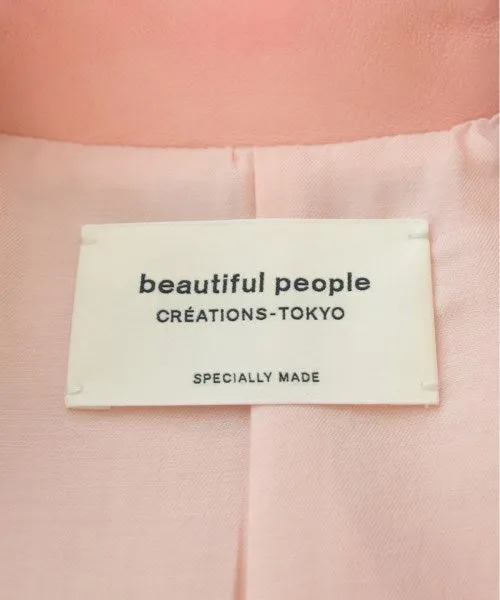 beautiful people
CRÉATIONS-TOKYO
SPECIALLY MADE